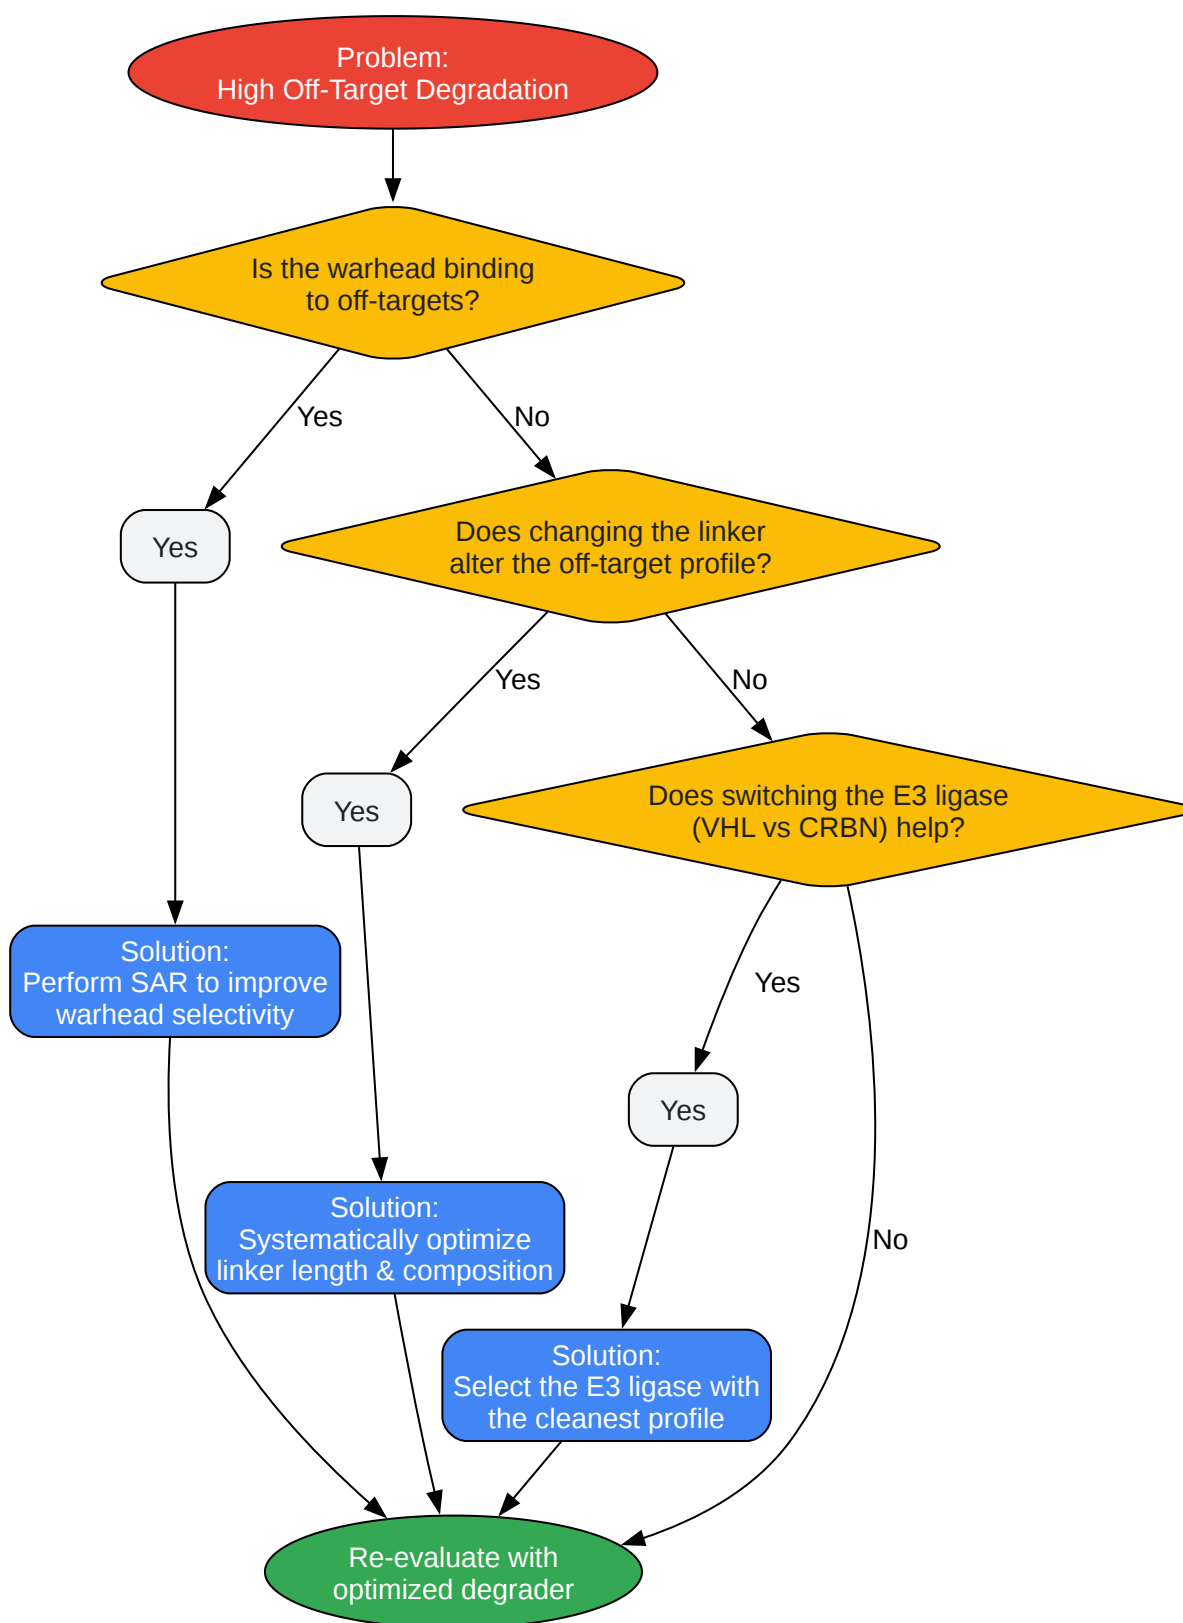 Problem:
High Off-Target Degradation
Is the warhead binding
to off-targets?
Yes
No
Yes
Does changing the linker
alter the off-target profile?
Yes
No
Yes
Does switching the E3 ligase
(VHL vs CRBN) help?
Solution:
Perform SAR to improve
warhead selectivity
Yes
Yes
Solution:
Systematically optimize
linker length & composition
No
Solution:
Select the E3 ligase with
the cleanest profile
Re-evaluate with
optimized degrader